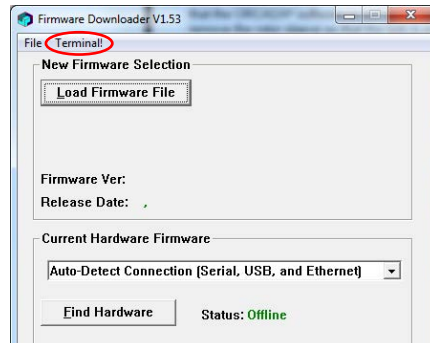 Firmware Downloader V1.53
File Terminal!
New Firmware Selection
Load Firmware File
Firmware Ver:
Release Date: ,
Current Hardware Firmware
Auto-Detect Connection (Serial, USB, and Ethernet)
Find Hardware Status: Offline